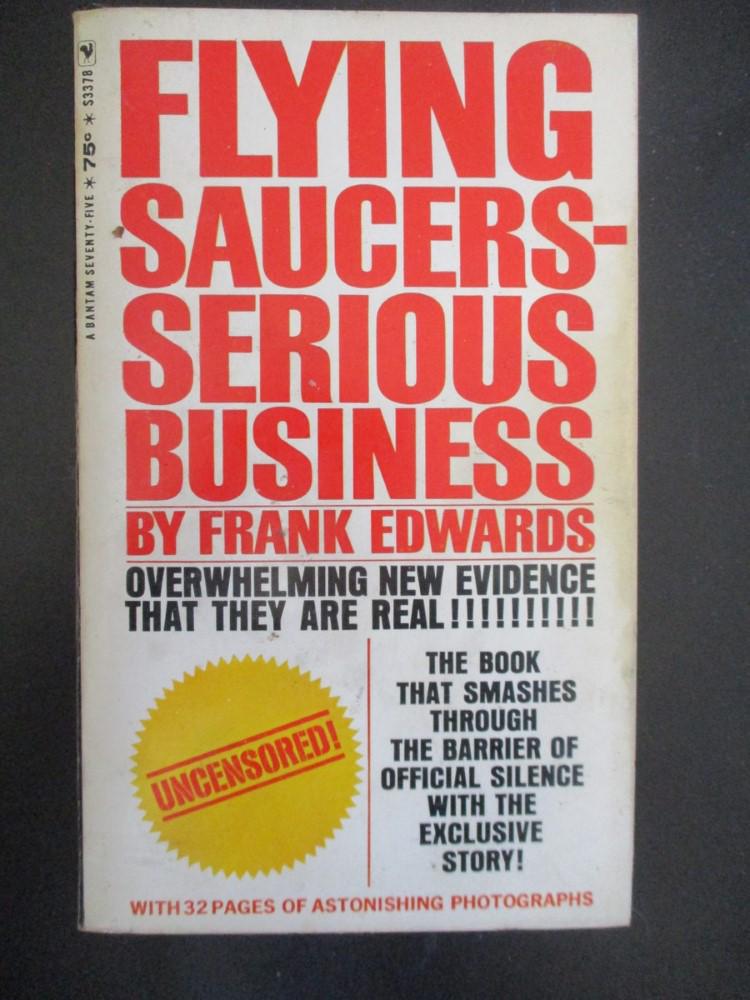 A BANTAM SEVENTY-FIVE * 75¢ * S3378
FLYING
SAUCERS-
SERIOUS
BUSINESS
BY FRANK EDWARDS
OVERWHELMING NEW EVIDENCE
THAT THEY ARE REAL!!!!!!!!!!
UNCENSORED!
THE BOOK
THAT SMASHES
THROUGH
THE BARRIER OF
OFFICIAL SILENCE
WITH THE
EXCLUSIVE
STORY!
WITH 32 PAGES OF ASTONISHING PHOTOGRAPHS